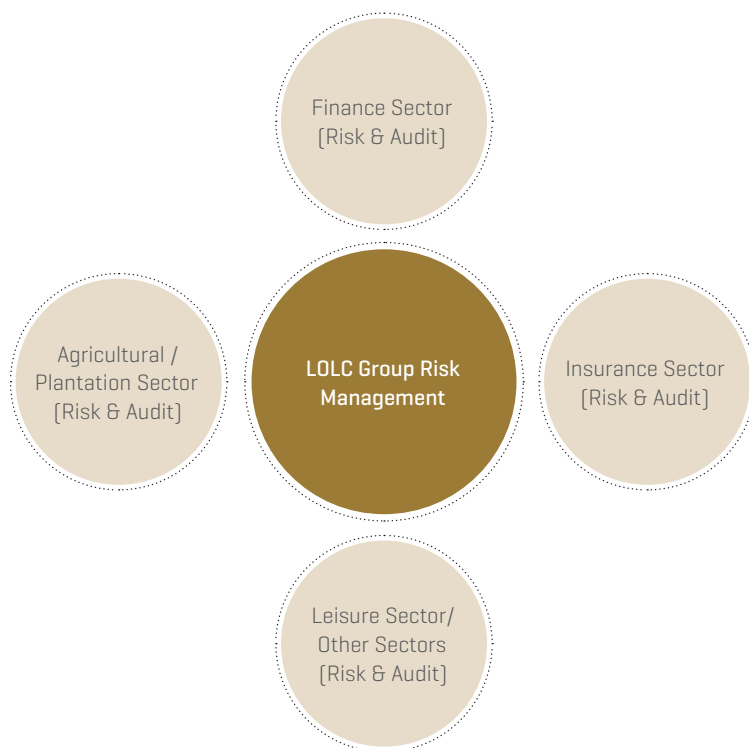 Finance Sector
(Risk & Audit)
Agricultural /
Plantation Sector
(Risk & Audit)
LOLC Group Risk
Management
Insurance Sector
(Risk & Audit)
Leisure Sector/
Other Sectors
(Risk & Audit)